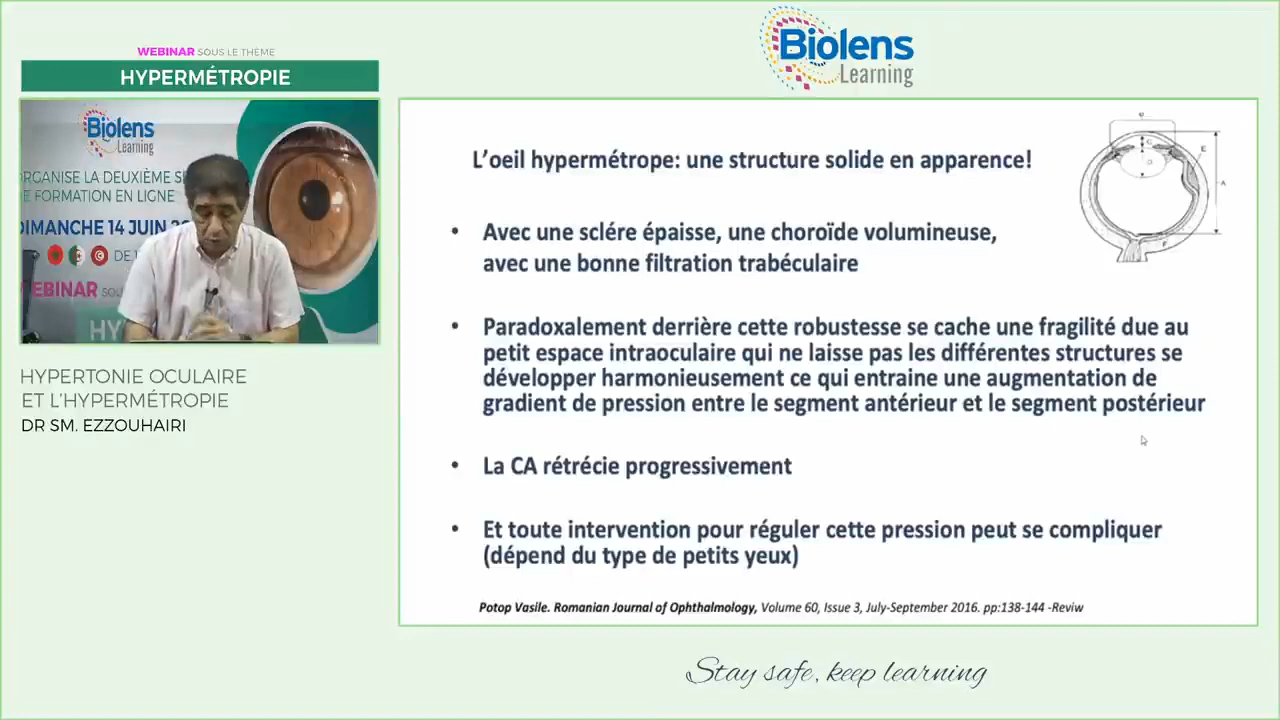 WEBINAR SOUS LE THÈME
HYPERMÉTROPIE
Biolens
Learning
ORGANISE LA DEUXIÈME
FORMATION EN LIGNE
DIMANCHE 14 JUIN
WEBINAR
HY
HYPERTONIE OCULAIRE
ET L'HYPERMÉTROPIE
DR SM. EZZOUHAIRI
Biolens
Learning
L'oeil hypermétrope: une structure solide en apparence!
• Avec une sclére épaisse, une choroïde volumineuse,
avec une bonne filtration trabéculaire
• Paradoxalement derrière cette robustesse se cache une fragilité due au
petit espace intraoculaire qui ne laisse pas les différentes structures se
développer harmonieusement ce qui entraine une augmentation de
gradient de pression entre le segment antérieur et le segment postérieur
• La CA rétrécie progressivement
• Et toute intervention pour réguler cette pression peut se compliquer
(dépend du type de petits yeux)
Potop Vasile. Romanian Journal of Ophthalmology, Volume 60, Issue 3, July-September 2016. pp:138-144 -Reviw
Stay safe, keep learning